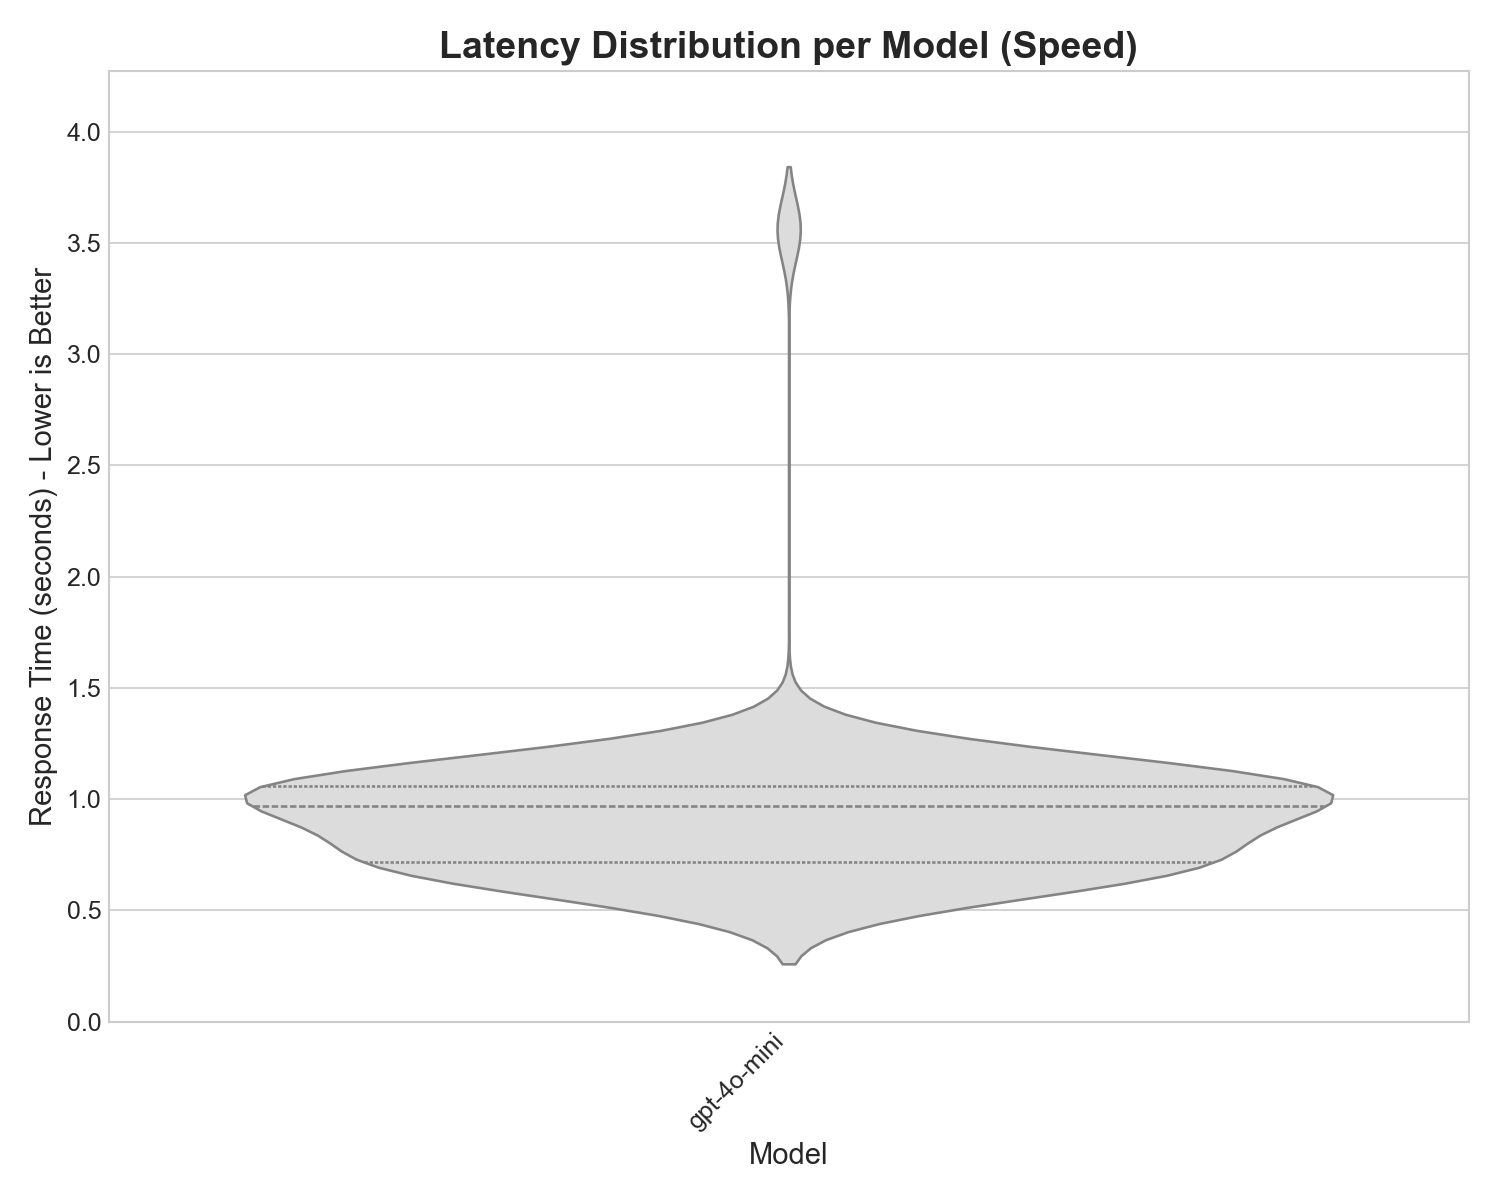 Latency Distribution per Model (Speed)
Response Time (seconds) - Lower is Better
4.0
3.5
3.0
2.5
2.0
1.5
1.0
0.5
0.0
gpt-4o-mini
Model